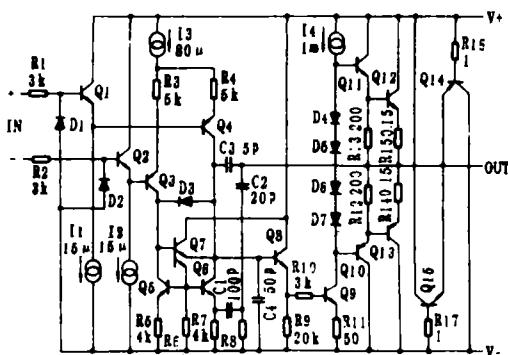 V+
I3
80μ
I4
1m
R15
1
R1
3k
Q1
R3
5k
R4
5k
Q11
Q12
Q14
+
IN
-
D1
Q4
D4
D5
R13 200
R15 0.15
C3 5P
OUT
R2
3k
D2
Q2
Q3
D3
C2
20P
D6
D7
R12 200
R14 0.15
I1
15μ
I2
15μ
Q7
Q8
Q5
Q6
C1
100P
C4 50P
R10
3k
Q9
Q10
Q13
Q15
R6
4k
R7
4k
R8
R9
20k
R11
50
R17
1
V-